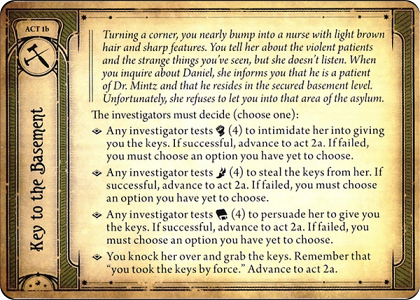 ACT 1b
Key to the Basement
Turning a corner, you nearly bump into a nurse with light brown
hair and sharp features. You tell her about the violent patients
and the strange things you've seen, but she doesn't listen. When
you inquire about Daniel, she informs you that he is a patient
of Dr. Mintz and that he resides in the secured basement level.
Unfortunately, she refuses to let you into that area of the asylum.
The investigators must decide (choose one):
Any investigator tests (4) to intimidate her into giving
you the keys. If successful, advance to act 2a. If failed,
you must choose an option you have yet to choose.
Any investigator tests (4) to steal the keys from her. If
successful, advance to act 2a. If failed, you must choose
an option you have yet to choose.
Any investigator tests (4) to persuade her to give you
the keys. If successful, advance to act 2a. If failed, you
must choose an option you have yet to choose.
You knock her over and grab the keys. Remember that
"you took the keys by force." Advance to act 2a.